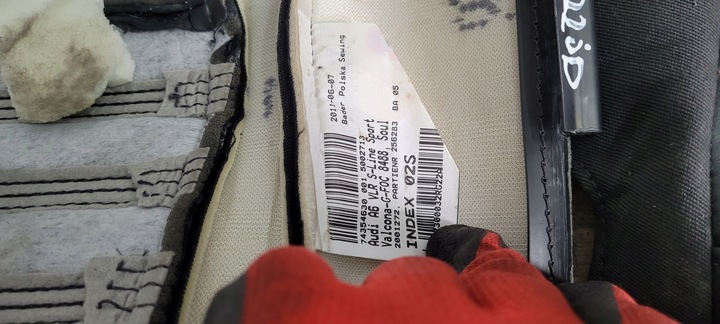 2011-06-07
Bader Polska Sewing
74354630 001 5002713
Audi A6 VLR S-Line Sport
Valcona-G-FOC 8488, Soul
2001272, PARTIENR 256283 BA 05
INDEX 02S